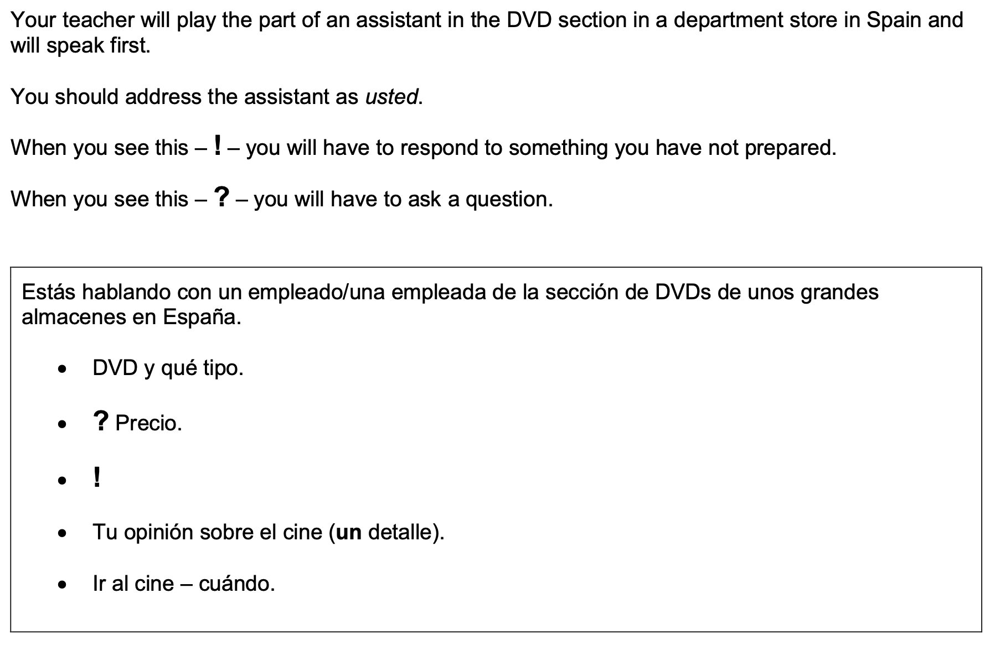 Your teacher will play the part of an assistant in the DVD section in a department store in Spain and
will speak first.
You should address the assistant as usted.
When you see this – ! – you will have to respond to something you have not prepared.
When you see this – ? – you will have to ask a question.
Estás hablando con un empleado/una empleada de la sección de DVDs de unos grandes
almacenes en España.
• DVD y qué tipo.
• ? Precio.
• !
• Tu opinión sobre el cine (un detalle).
• Ir al cine – cuándo.